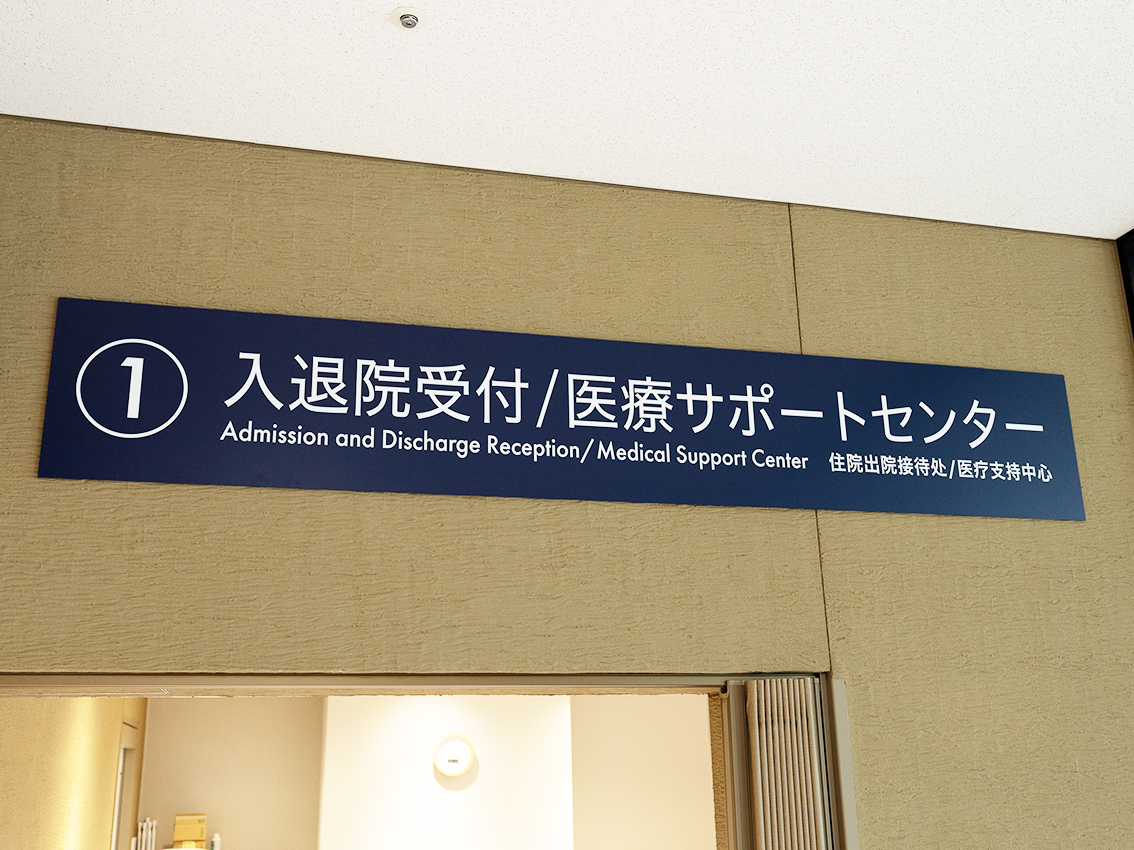 ① 入退院受付/医療サポートセンター
Admission and Discharge Reception/Medical Support Center 住院出院接待处/医疗支持中心